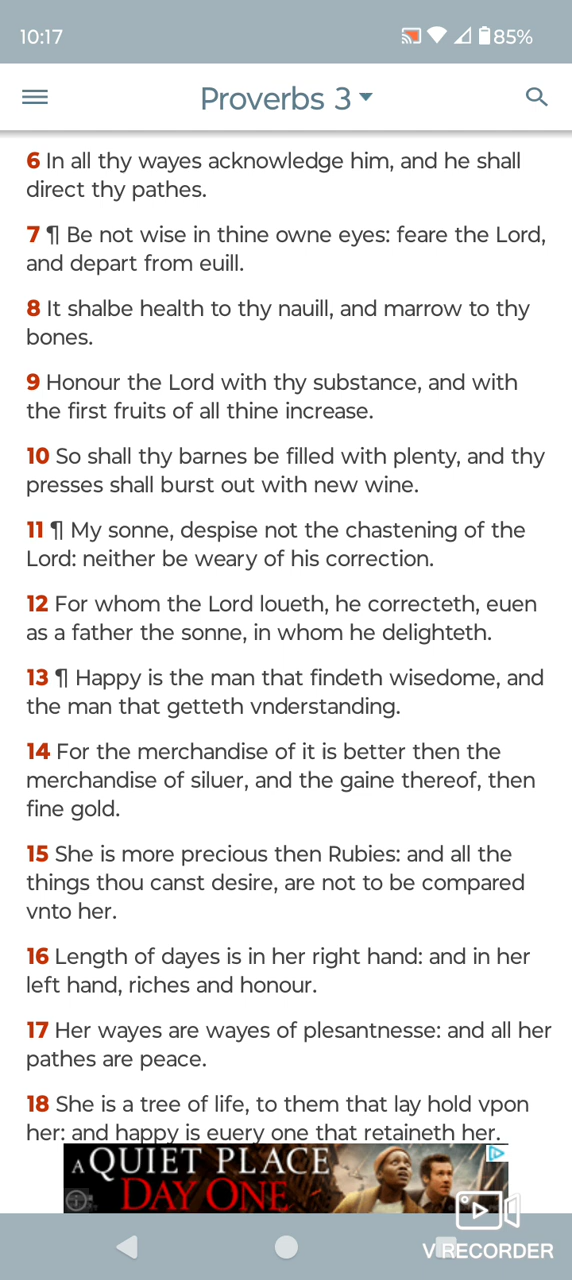 10:17
85%
Proverbs 3
6 In all thy wayes acknowledge him, and he shall
direct thy pathes.
7 ¶ Be not wise in thine owne eyes: feare the Lord,
and depart from euill.
8 It shalbe health to thy nauill, and marrow to thy
bones.
9 Honour the Lord with thy substance, and with
the first fruits of all thine increase.
10 So shall thy barnes be filled with plenty, and thy
presses shall burst out with new wine.
11 ¶ My sonne, despise not the chastening of the
Lord: neither be weary of his correction.
12 For whom the Lord loueth, he correcteth, euen
as a father the sonne, in whom he delighteth.
13 ¶ Happy is the man that findeth wisedome, and
the man that getteth vnderstanding.
14 For the merchandise of it is better then the
merchandise of siluer, and the gaine thereof, then
fine gold.
15 She is more precious then Rubies: and all the
things thou canst desire, are not to be compared
vnto her.
16 Length of dayes is in her right hand: and in her
left hand, riches and honour.
17 Her wayes are wayes of plesantnesse: and all her
pathes are peace.
18 She is a tree of life, to them that lay hold vpon
her: and happy is euery one that retaineth her.
A QUIET PLACE
DAY ONE
V RECORDER